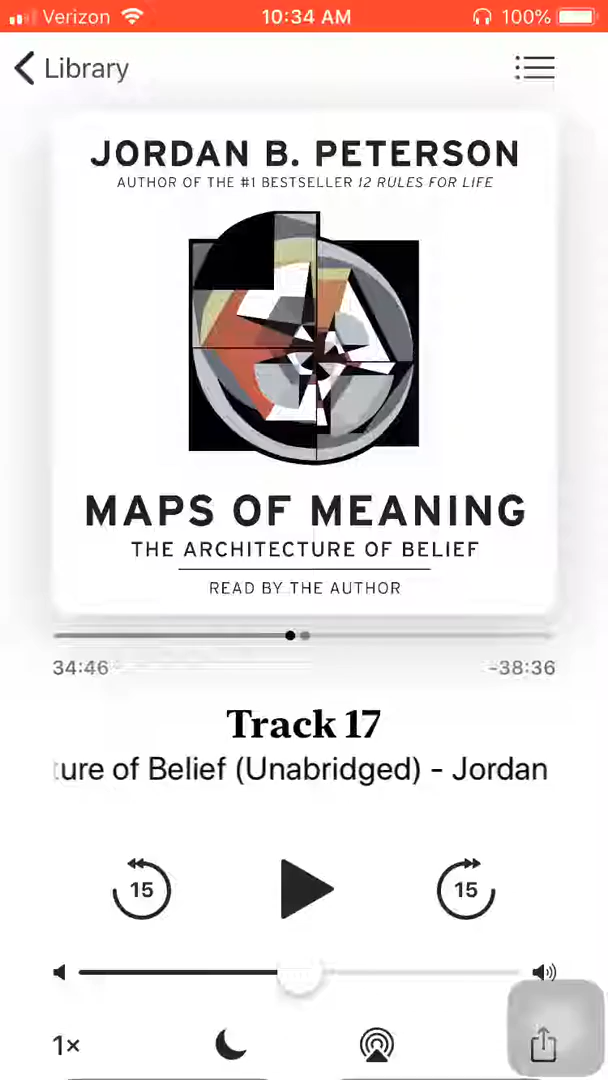 Verizon 10:34 AM 100%
Library
JORDAN B. PETERSON
AUTHOR OF THE #1 BESTSELLER 12 RULES FOR LIFE
MAPS OF MEANING
THE ARCHITECTURE OF BELIEF
READ BY THE AUTHOR
34:46 -38:36
Track 17
ture of Belief (Unabridged) – Jordan
15 15
1×